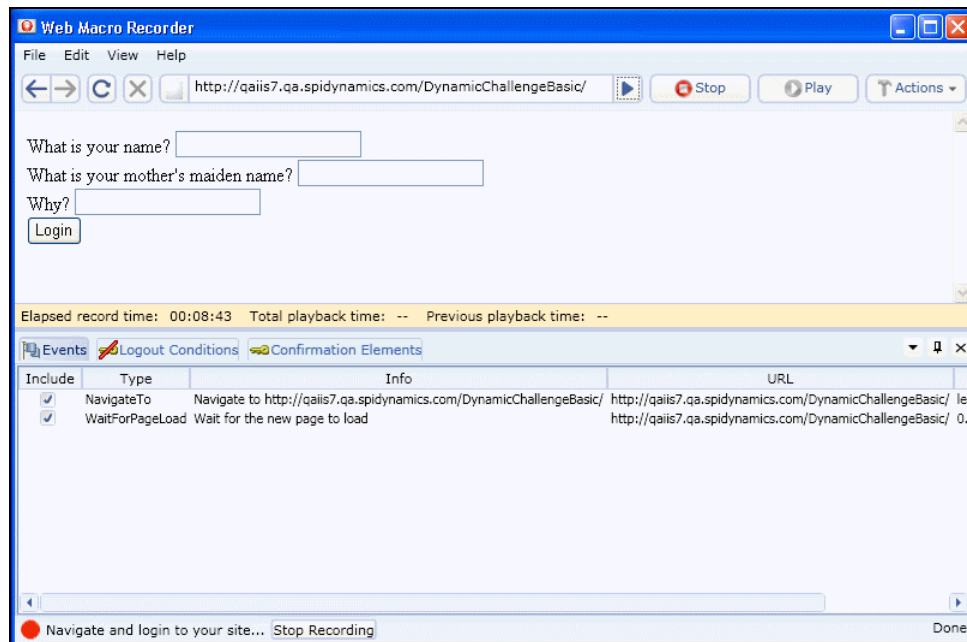 Web Macro Recorder
File Edit View Help
http://qaiis7.qa.spidynamics.com/DynamicChallengeBasic/ Stop Play Actions
What is your name?
What is your mother's maiden name?
Why?
Login
Elapsed record time: 00:08:43 Total playback time: -- Previous playback time: --
Events Logout Conditions Confirmation Elements
Include Type Info URL
NavigateTo Navigate to http://qaiis7.qa.spidynamics.com/DynamicChallengeBasic/ http://qaiis7.qa.spidynamics.com/DynamicChallengeBasic/ le
WaitForPageLoad Wait for the new page to load http://qaiis7.qa.spidynamics.com/DynamicChallengeBasic/ 0.
Navigate and login to your site... Stop Recording Done